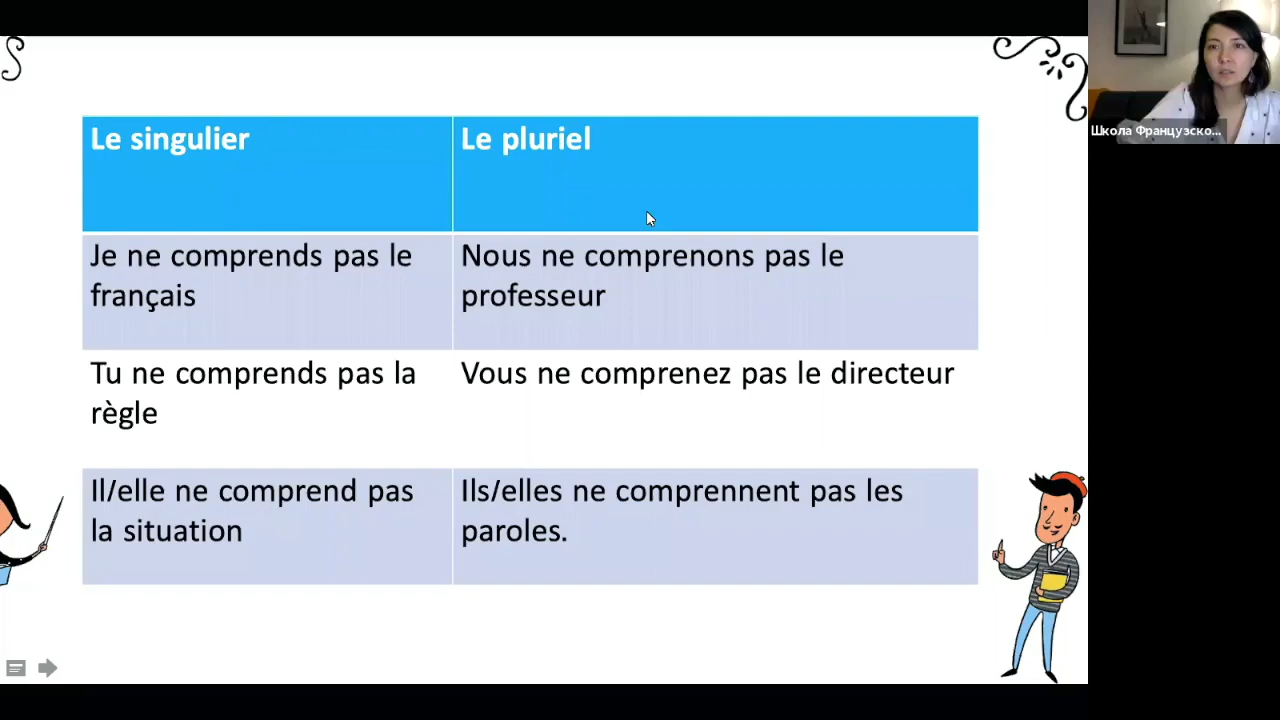 Le singulier
Le pluriel
Je ne comprends pas le
français
Nous ne comprenons pas le
professeur
Tu ne comprends pas la
règle
Vous ne comprenez pas le directeur
Il/elle ne comprend pas
la situation
Ils/elles ne comprennent pas les
paroles.
Школа Французско...